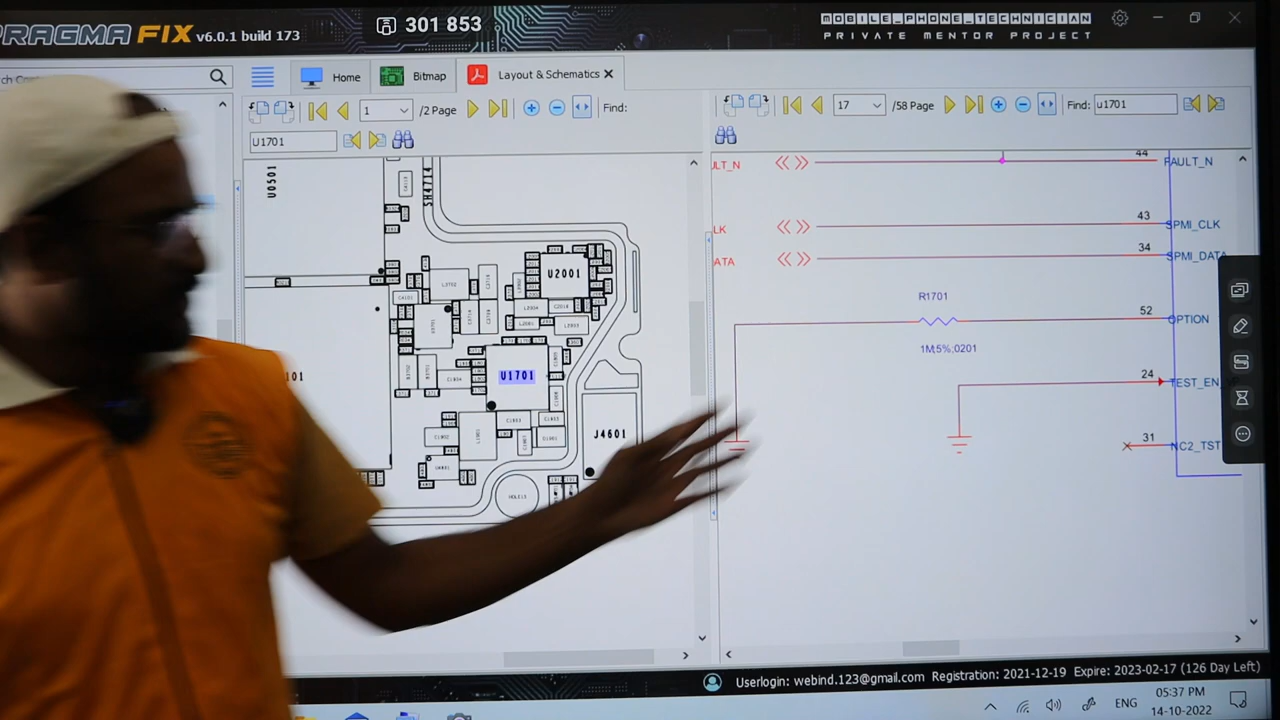 PRAGMA FIX v6.0.1 build 173
301 853
MOBILE_PHONE_TECHNICIAN
PRIVATE MENTOR PROJECT
Home
Bitmap
Layout & Schematics
1
/2 Page
Find:
U1701
17
/58 Page
Find:
u1701
U0501
SH4714
U2001
U1701
J4601
LT_N
44
FAULT_N
LK
43
SPMI_CLK
ATA
34
SPMI_DATA
R1701
52
OPTION
1M;5%;0201
24
TEST_EN
31
NC2_TST
Userlogin: webind.123@gmail.com Registration: 2021-12-19 Expire: 2023-02-17 (126 Day Left)
ENG
05:37 PM
14-10-2022